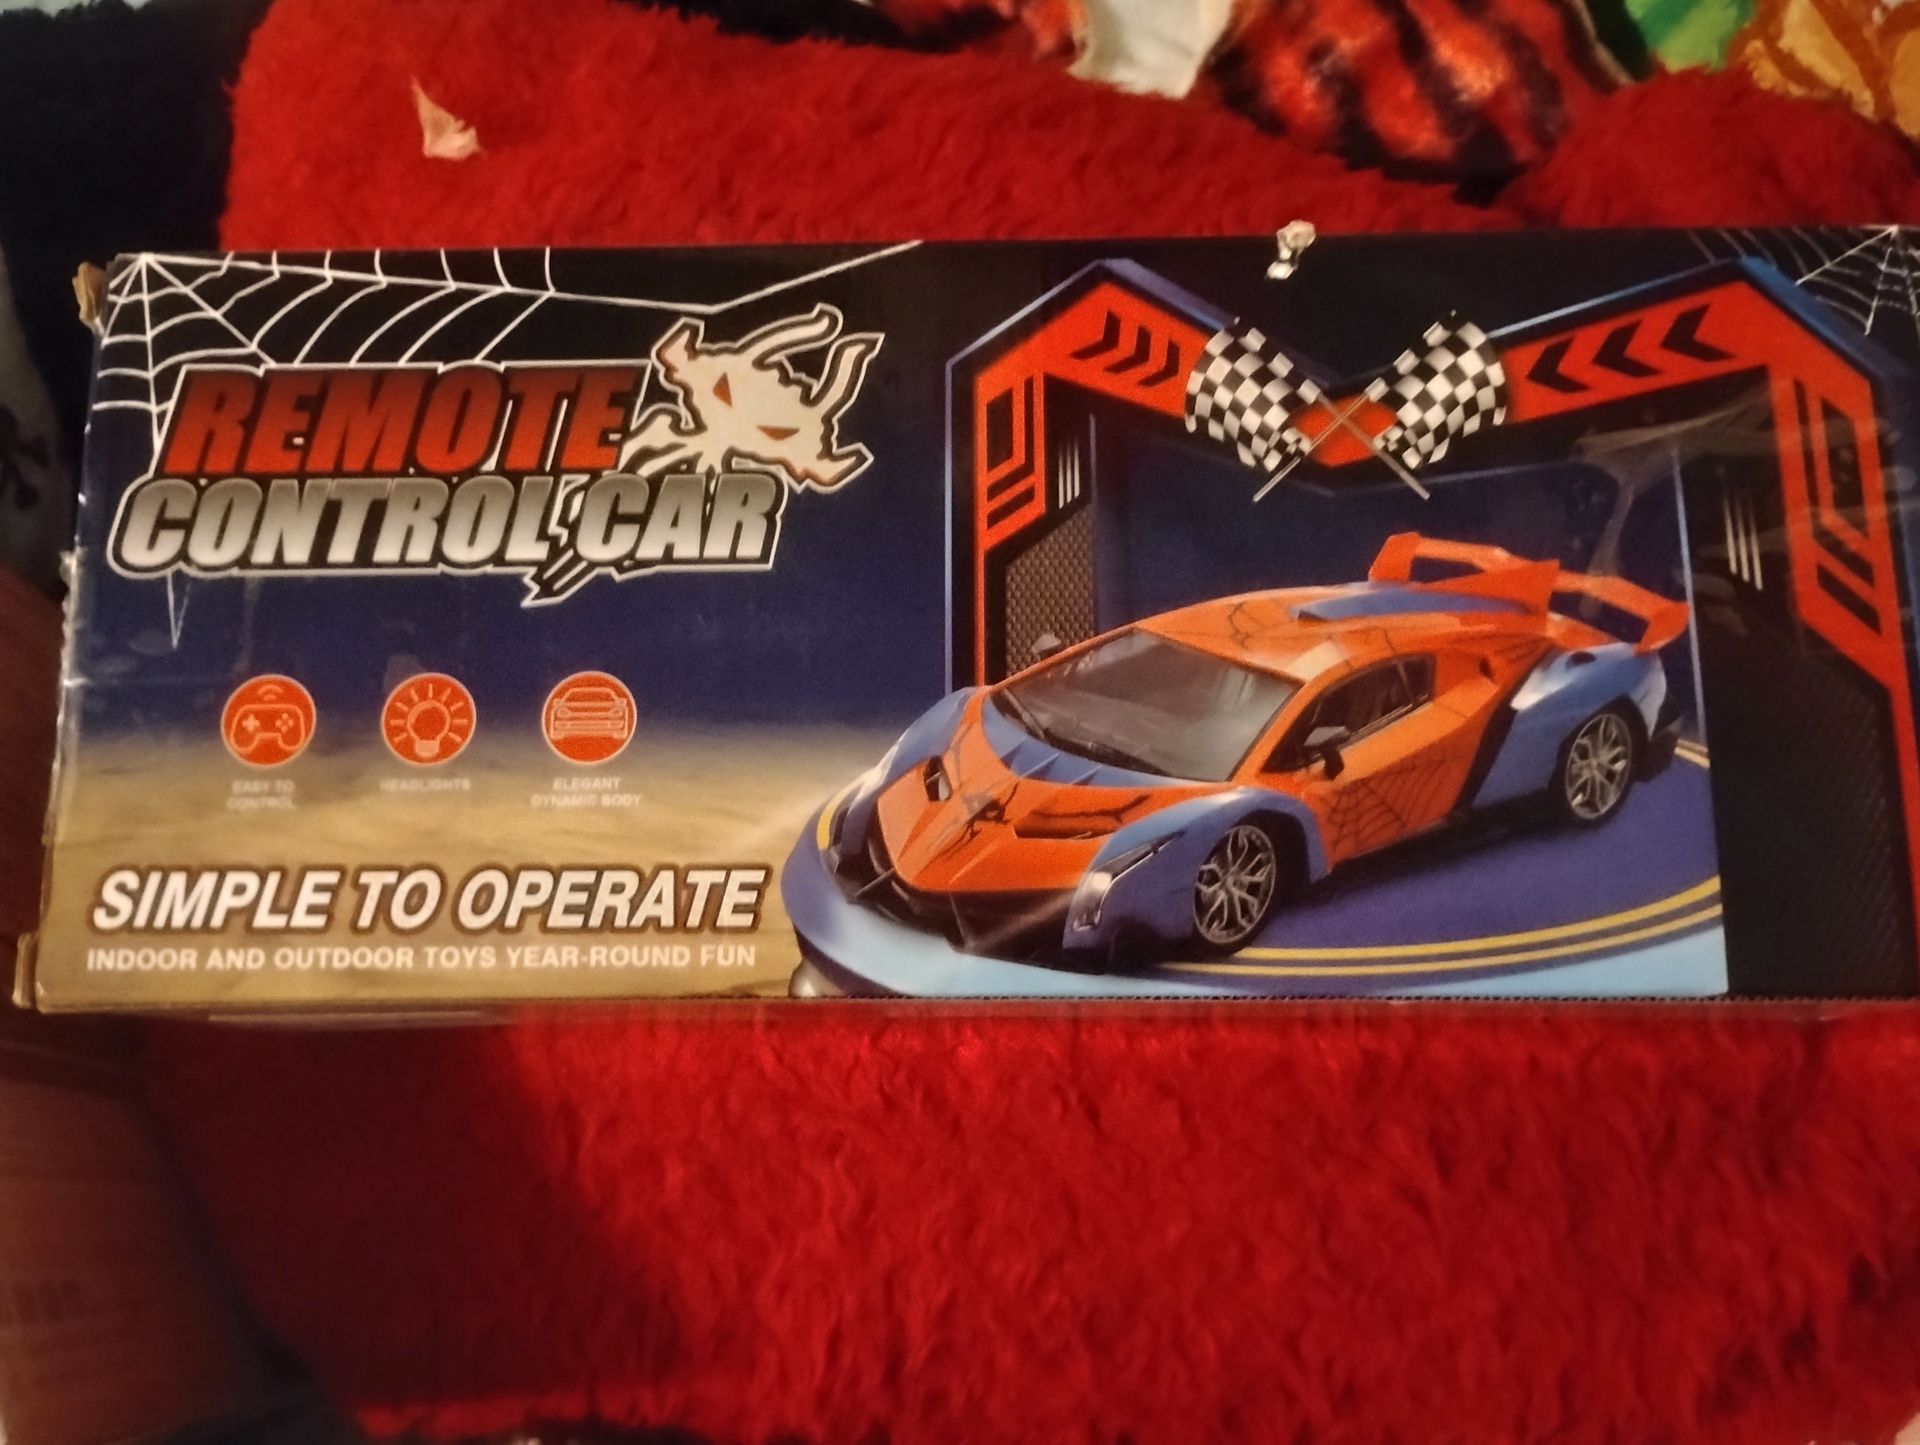 REMOTE
CONTROL CAR
EASY TO
CONTROL
HEADLIGHTS
ELEGANT
DYNAMIC BODY
SIMPLE TO OPERATE
INDOOR AND OUTDOOR TOYS YEAR-ROUND FUN